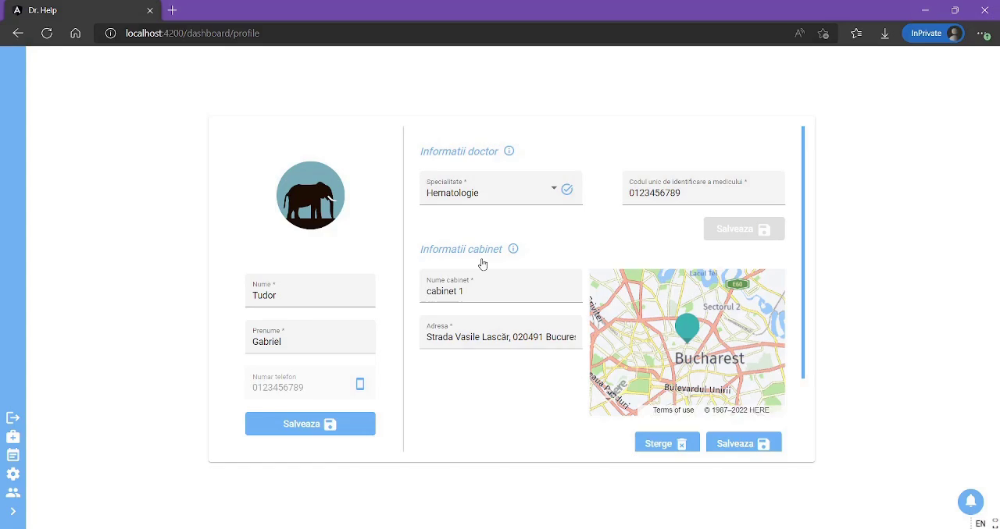 Dr. Help
localhost:4200/dashboard/profile
InPrivate
Informatii doctor
Specialitate *
Hematologie
Codul unic de identificare a medicului *
0123456789
Salveaza
Informatii cabinet
Nume cabinet *
cabinet 1
Adresa *
Strada Vasile Lascăr, 020491 Bucures
Nume *
Tudor
Prenume *
Gabriel
Numar telefon
0123456789
Salveaza
Lacul Tei
E60
Sectorul 2
Bucharest
Bulevardul Unirii
here
Terms of use © 1987–2022 HERE
Sterge
Salveaza
EN